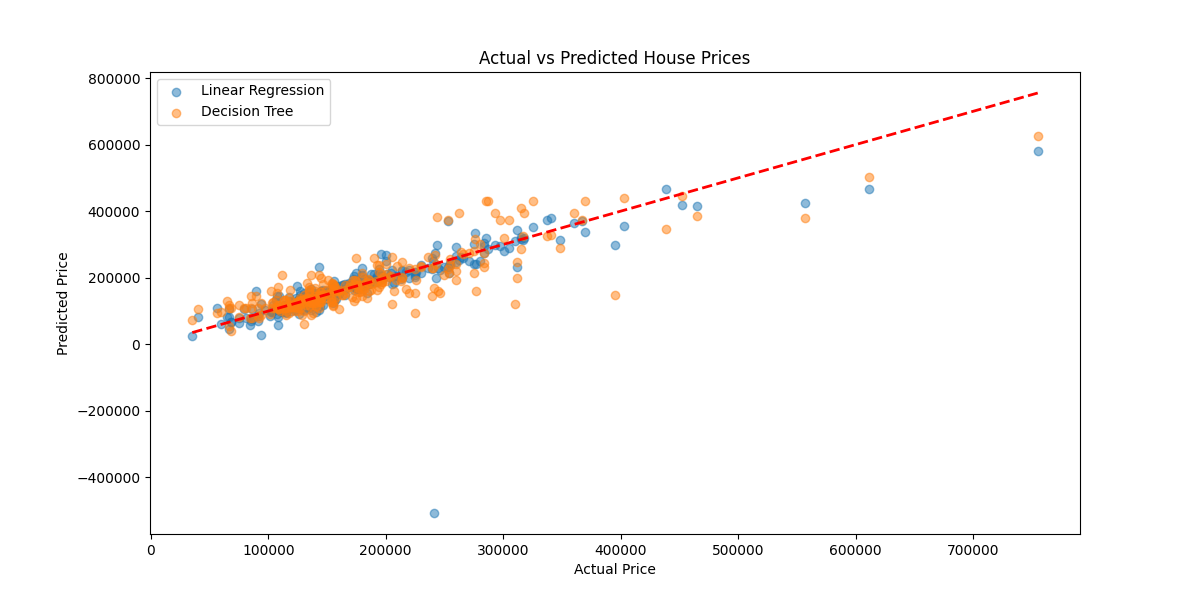 Actual vs Predicted House Prices
Linear Regression
Decision Tree
800000
600000
400000
200000
0
−200000
−400000
Predicted Price
0 100000 200000 300000 400000 500000 600000 700000
Actual Price